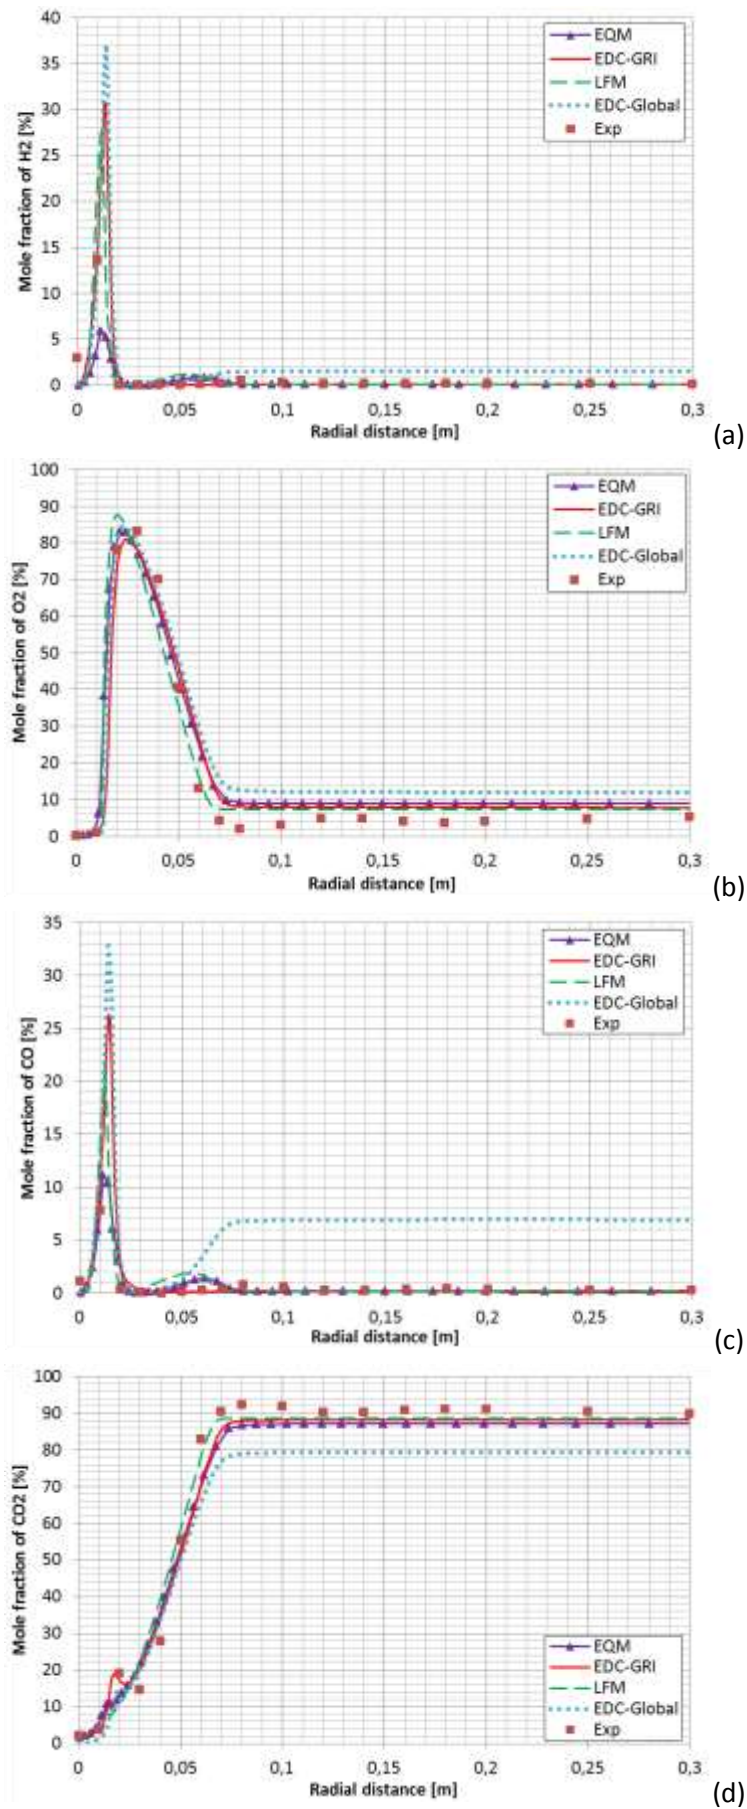 40
35
30
25
20
15
10
5
0
Mole fraction of H2 [%]
EQM
EDC-GRI
LFM
EDC-Global
Exp
0 0,05 0,1 0,15 0,2 0,25 0,3
Radial distance [m]
(a)
100
90
80
70
60
50
40
30
20
10
0
Mole fraction of O2 [%]
EQM
EDC-GRI
LFM
EDC-Global
Exp
0 0,05 0,1 0,15 0,2 0,25 0,3
Radial distance [m]
(b)
35
30
25
20
15
10
5
0
Mole fraction of CO [%]
EQM
EDC-GRI
LFM
EDC-Global
Exp
0 0,05 0,1 0,15 0,2 0,25 0,3
Radial distance [m]
(c)
100
90
80
70
60
50
40
30
20
10
0
Mole fraction of CO2 [%]
EQM
EDC-GRI
LFM
EDC-Global
Exp
0 0,05 0,1 0,15 0,2 0,25 0,3
Radial distance [m]
(d)